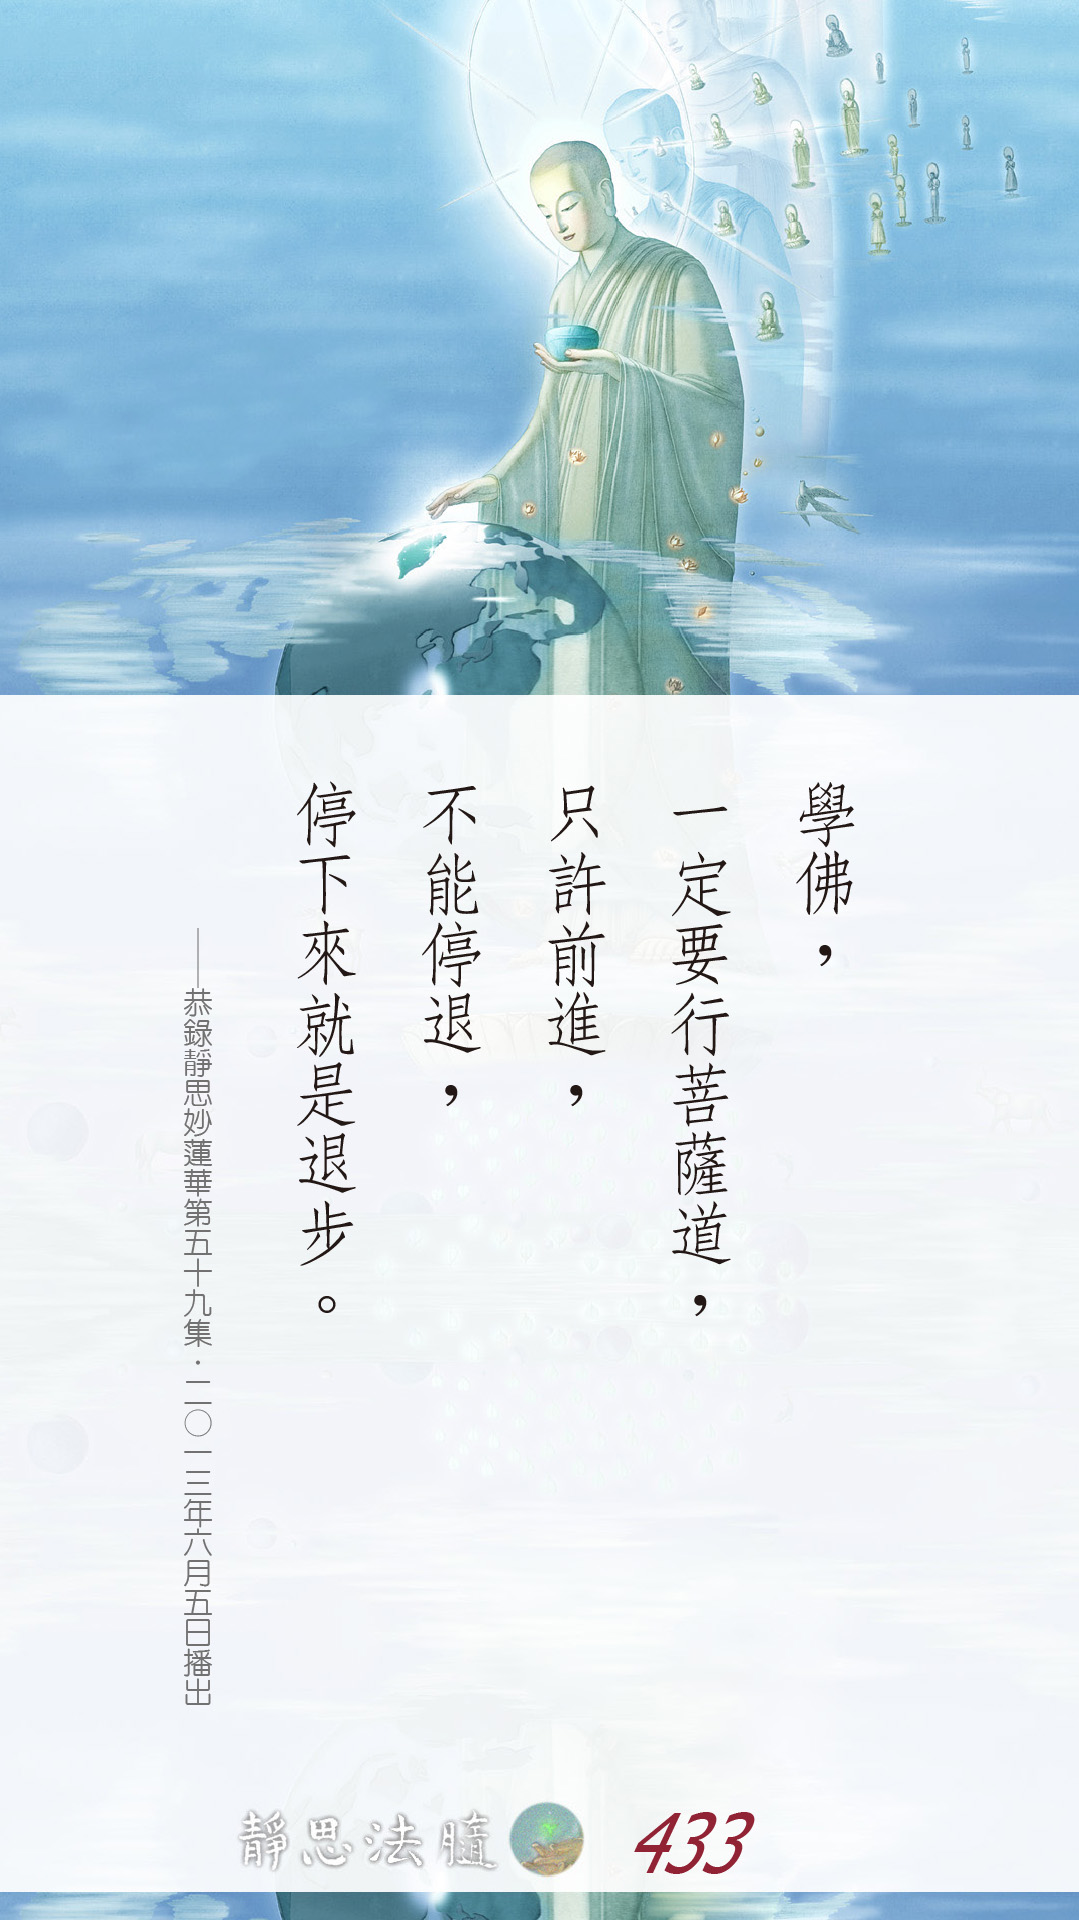 學佛，
一定要行菩薩道，
只許前進，
不能停退，
停下來就是退步。
——恭錄靜思妙蓮華第五十九集．二〇一三年六月五日播出
靜思法髓
433